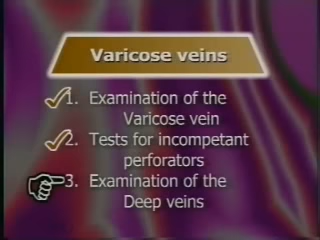 Varicose veins
1. Examination of the
Varicose vein
2. Tests for incompetant
perforators
3. Examination of the
Deep veins